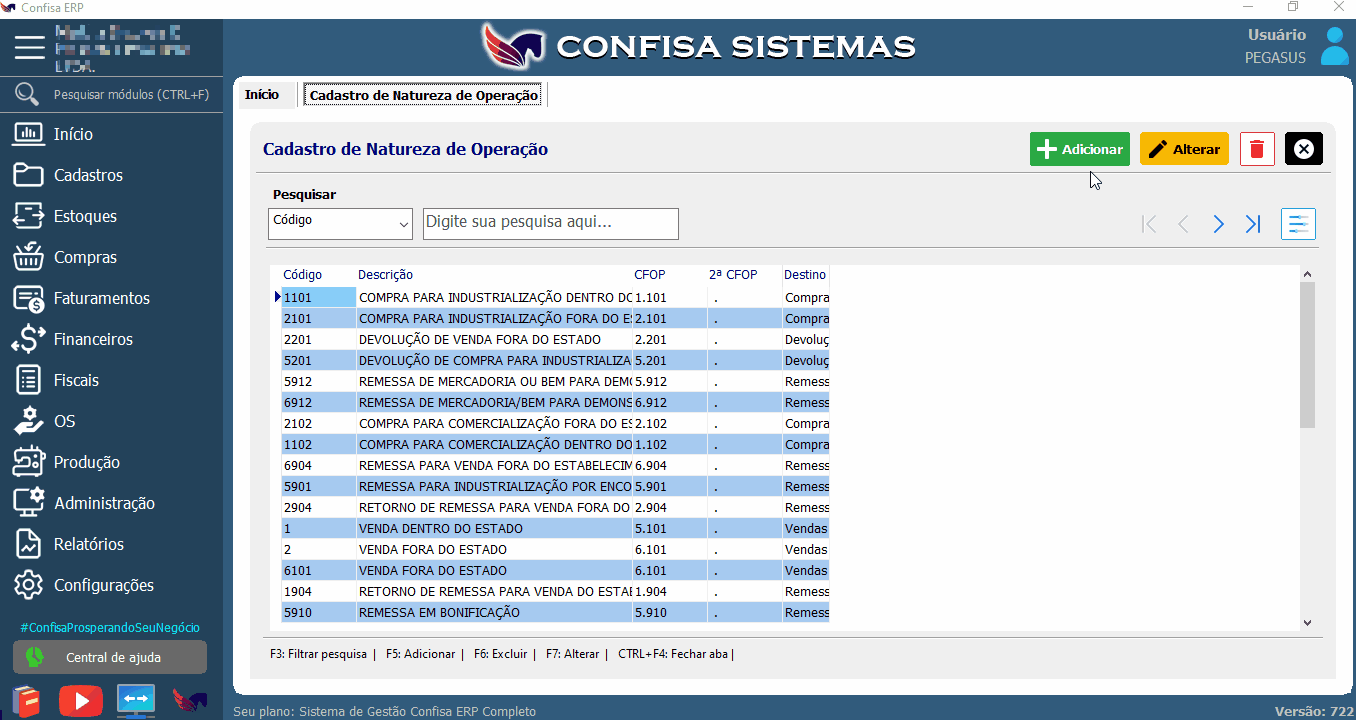 Confisa ERP
LTDA.
CONFISA SISTEMAS
Usuário
PEGASUS
Pesquisar módulos (CTRL+F)
Início
Cadastros
Estoques
Compras
Faturamentos
Financeiros
Fiscais
OS
Produção
Administração
Relatórios
Configurações
#ConfisaProsperandoSeuNegócio
Central de ajuda
Início
Cadastro de Natureza de Operação
Cadastro de Natureza de Operação
Adicionar
Alterar
Pesquisar
Código
Digite sua pesquisa aqui...
Código Descrição CFOP 2ª CFOP Destino
1101 COMPRA PARA INDUSTRIALIZAÇÃO DENTRO DO 1.101 . Compra
2101 COMPRA PARA INDUSTRIALIZAÇÃO FORA DO ES 2.101 . Compra
2201 DEVOLUÇÃO DE VENDA FORA DO ESTADO 2.201 . Devoluç
5201 DEVOLUÇÃO DE COMPRA PARA INDUSTRIALIZA 5.201 . Devoluç
5912 REMESSA DE MERCADORIA OU BEM PARA DEMO 5.912 . Remess
6912 REMESSA DE MERCADORIA/BEM PARA DEMONS 6.912 . Remess
2102 COMPRA PARA COMERCIALIZAÇÃO FORA DO ES 2.102 . Compra
1102 COMPRA PARA COMERCIALIZAÇÃO DENTRO DO 1.102 . Compra
6904 REMESSA PARA VENDA FORA DO ESTABELECIM 6.904 . Remess
5901 REMESSA PARA INDUSTRIALIZAÇÃO POR ENCO 5.901 . Remess
2904 RETORNO DE REMESSA PARA VENDA FORA DO 2.904 . Remess
1 VENDA DENTRO DO ESTADO 5.101 . Vendas
2 VENDA FORA DO ESTADO 6.101 . Vendas
6101 VENDA FORA DO ESTADO 6.101 . Vendas
1904 RETORNO DE REMESSA PARA VENDA DO ESTAB 1.904 . Remess
5910 REMESSA EM BONIFICAÇÃO 5.910 . Remess
F3: Filtrar pesquisa | F5: Adicionar | F6: Excluir | F7: Alterar | CTRL+F4: Fechar aba |
Seu plano: Sistema de Gestão Confisa ERP Completo
Versão: 722